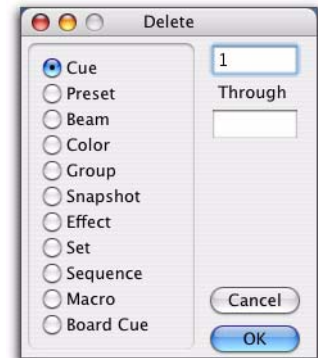 Delete
Cue
Preset
Beam
Color
Group
Snapshot
Effect
Set
Sequence
Macro
Board Cue
1
Through
Cancel
OK